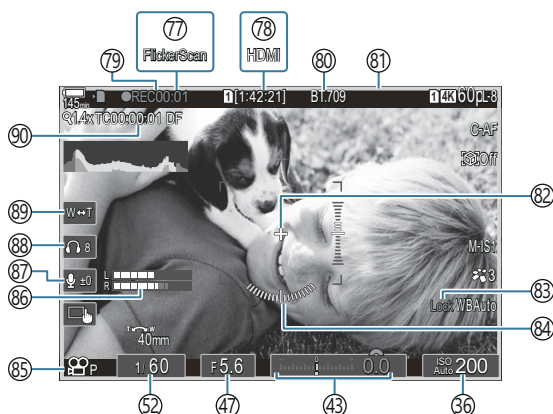 77 78
79 FlickerScan HDMI 80 81
145min ●REC00:01 1[1:42:21] BT.709 1 4K 60p L-8
90 1.4x TC00:00:01 DF C-AF
Off
82
89 W↔T
88 8 M-IS1
87 ±0 3
86 L R 83
Lock WBAuto
84
T W
40mm
85 P 1/60 F5.6 0 0.0 ISO Auto 200
52 47 43 36